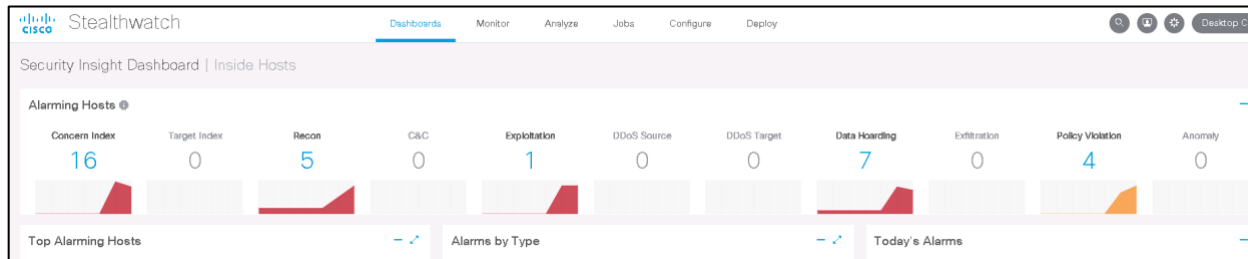 CISCO Stealthwatch Dashboards Monitor Analyze Jobs Configure Deploy Desktop C
Security Insight Dashboard | Inside Hosts
Alarming Hosts
Concern Index Target Index Recon C&C Exploitation DDoS Source DDoS Target Data Hoarding Exfiltration Policy Violation Anomaly
16 0 5 0 1 0 0 7 0 4 0
Top Alarming Hosts Alarms by Type Today's Alarms